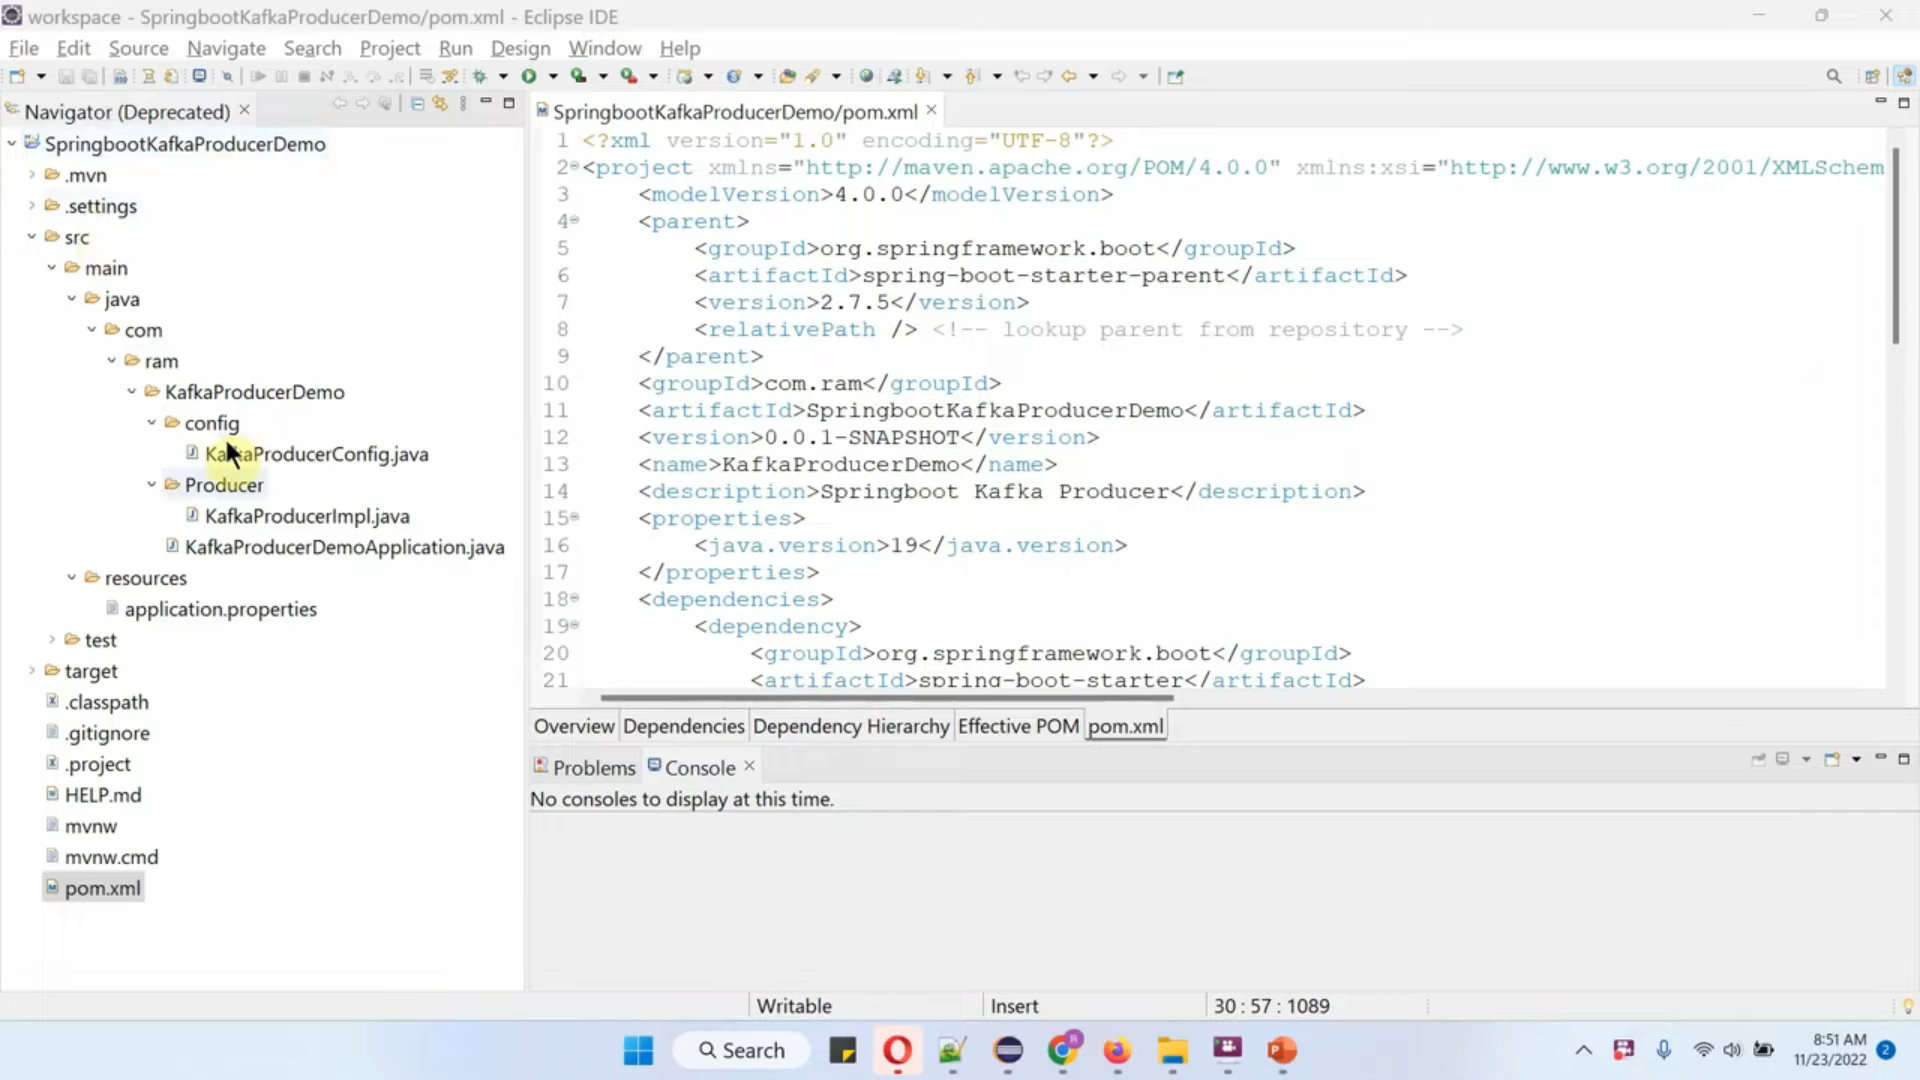 workspace - SpringbootKafkaProducerDemo/pom.xml - Eclipse IDE
File Edit Source Navigate Search Project Run Design Window Help
Navigator (Deprecated)
SpringbootKafkaProducerDemo
.mvn
.settings
src
main
java
com
ram
KafkaProducerDemo
config
KafkaProducerConfig.java
Producer
KafkaProducerImpl.java
KafkaProducerDemoApplication.java
resources
application.properties
test
target
.classpath
.gitignore
.project
HELP.md
mvnw
mvnw.cmd
pom.xml
SpringbootKafkaProducerDemo/pom.xml
1 <?xml version="1.0" encoding="UTF-8"?>
2 <project xmlns="http://maven.apache.org/POM/4.0.0" xmlns:xsi="http://www.w3.org/2001/XMLSchem
3 <modelVersion>4.0.0</modelVersion>
4 <parent>
5 <groupId>org.springframework.boot</groupId>
6 <artifactId>spring-boot-starter-parent</artifactId>
7 <version>2.7.5</version>
8 <relativePath /> <!-- lookup parent from repository -->
9 </parent>
10 <groupId>com.ram</groupId>
11 <artifactId>SpringbootKafkaProducerDemo</artifactId>
12 <version>0.0.1-SNAPSHOT</version>
13 <name>KafkaProducerDemo</name>
14 <description>Springboot Kafka Producer</description>
15 <properties>
16 <java.version>19</java.version>
17 </properties>
18 <dependencies>
19 <dependency>
20 <groupId>org.springframework.boot</groupId>
21 <artifactId>spring-boot-starter</artifactId>
Overview Dependencies Dependency Hierarchy Effective POM pom.xml
Problems Console
No consoles to display at this time.
Writable Insert 30 : 57 : 1089
Search
8:51 AM
11/23/2022
2